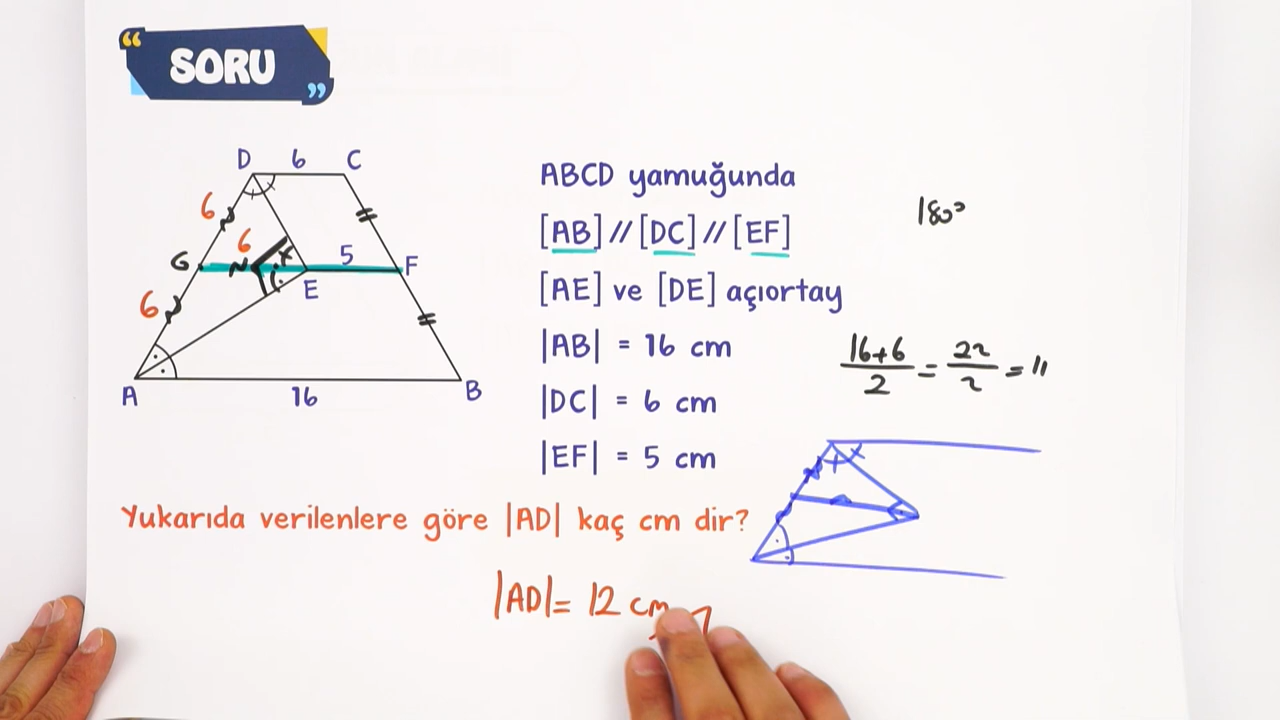 “
SORU
”
D 6 C
6
6
G
5
F
E
6
A
16
B
ABCD yamuğunda
[AB] // [DC] // [EF]
[AE] ve [DE] açıortay
|AB| = 16 cm
|DC| = 6 cm
|EF| = 5 cm
180°
16+6/2 = 22/2 = 11
x
Yukarıda verilenlere göre |AD| kaç cm dir?
|AD| = 12 cm